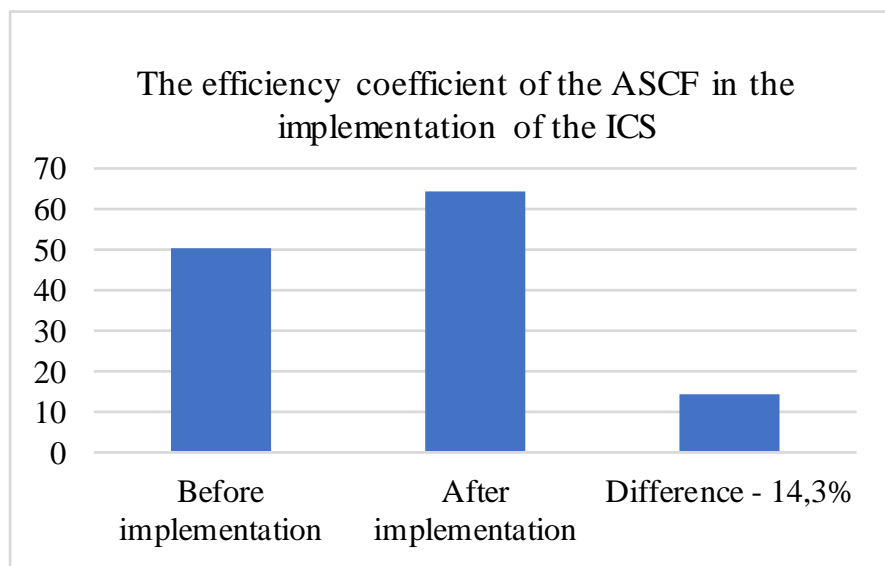 The efficiency coefficient of the ASCF in the
implementation of the ICS
70
60
50
40
30
20
10
0
Before
implementation
After
implementation
Difference - 14,3%